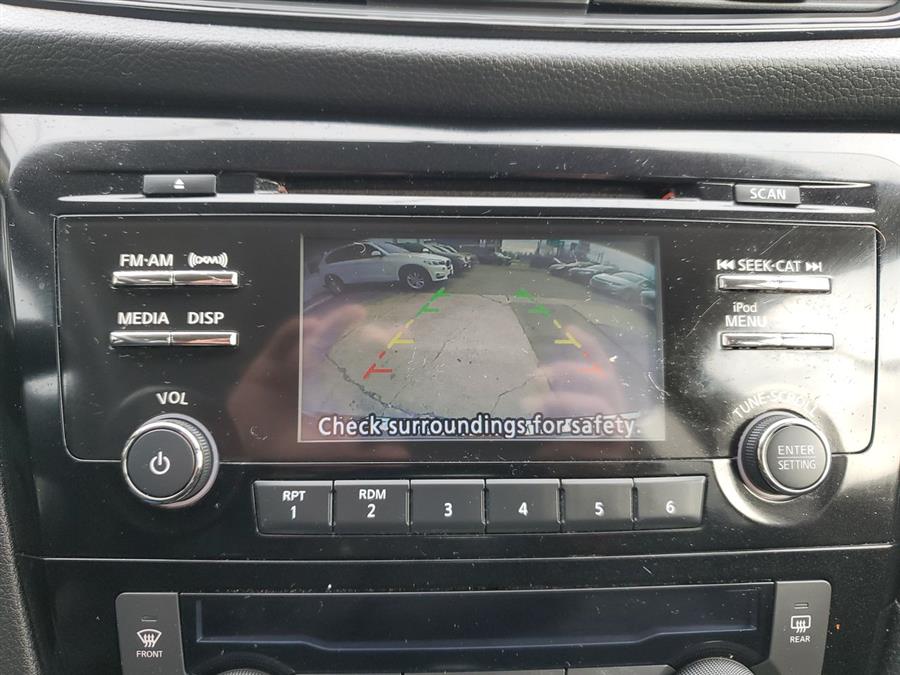 SCAN
FM·AM
SEEK·CAT
MEDIA DISP
iPod
MENU
VOL
TUNE·SCROLL
ENTER
SETTING
Check surroundings for safety.
RPT
1
RDM
2
3
4
5
6
FRONT
REAR